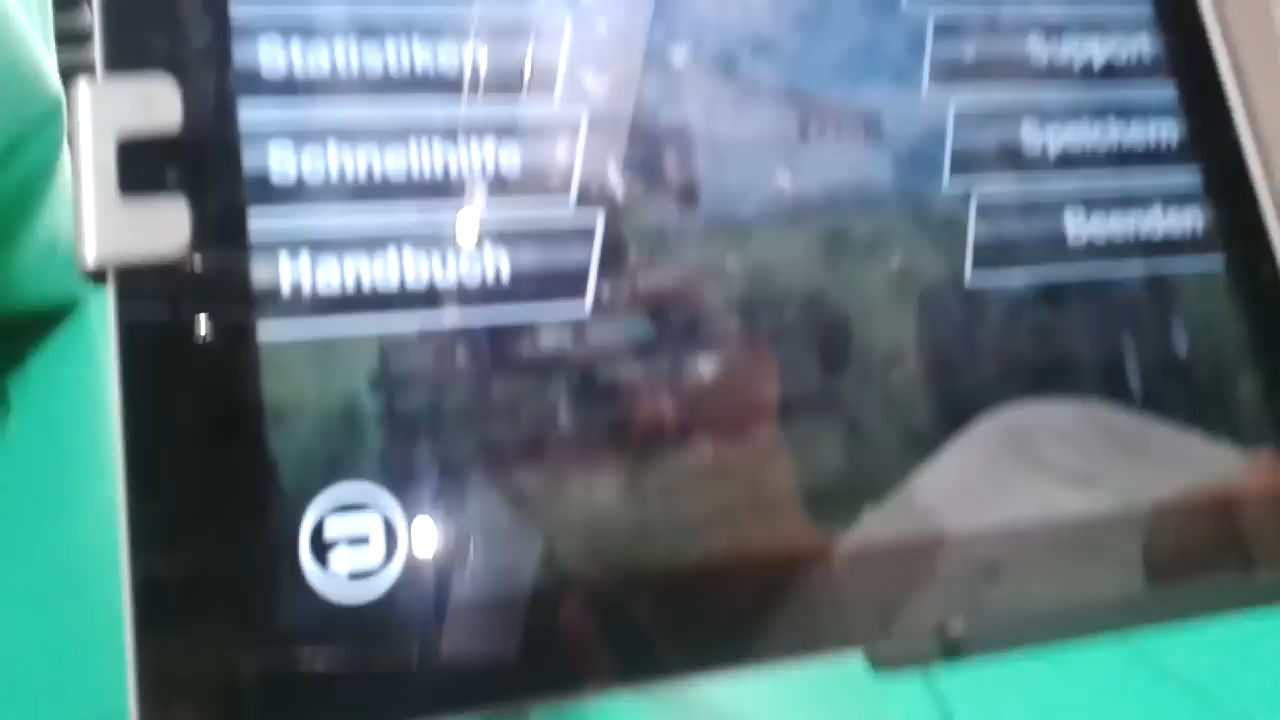 Statistiken
Schnellhilfe
Handbuch
Support
Speichern
Beenden